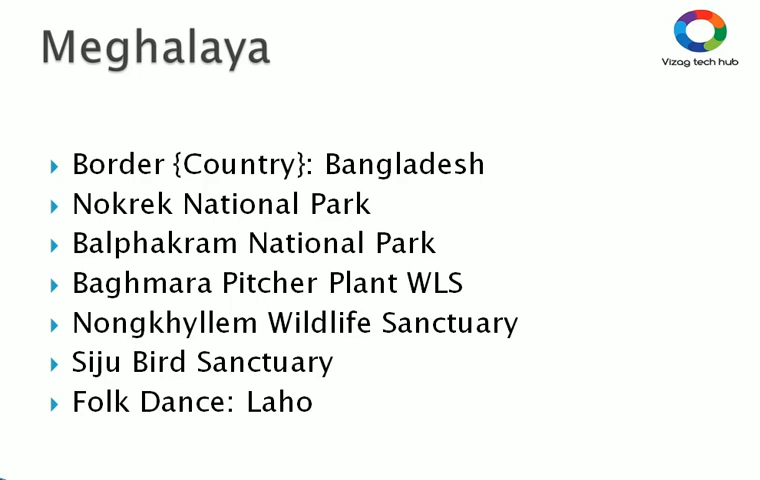 Meghalaya
Vizag tech hub
Border {Country}: Bangladesh
Nokrek National Park
Balphakram National Park
Baghmara Pitcher Plant WLS
Nongkhyllem Wildlife Sanctuary
Siju Bird Sanctuary
Folk Dance: Laho